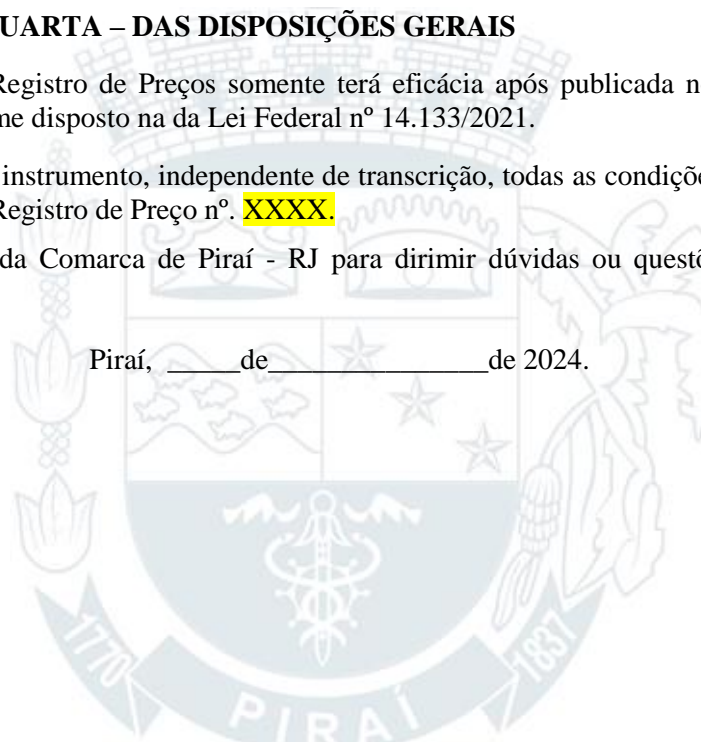 UARTA – DAS DISPOSIÇÕES GERAIS
Registro de Preços somente terá eficácia após publicada n
me disposto na da Lei Federal nº 14.133/2021.
instrumento, independente de transcrição, todas as condiçõe
Registro de Preço nº. XXXX.
da Comarca de Piraí - RJ para dirimir dúvidas ou questõ
Piraí, _____de_______________de 2024.
1770
1837
PIRAÍ